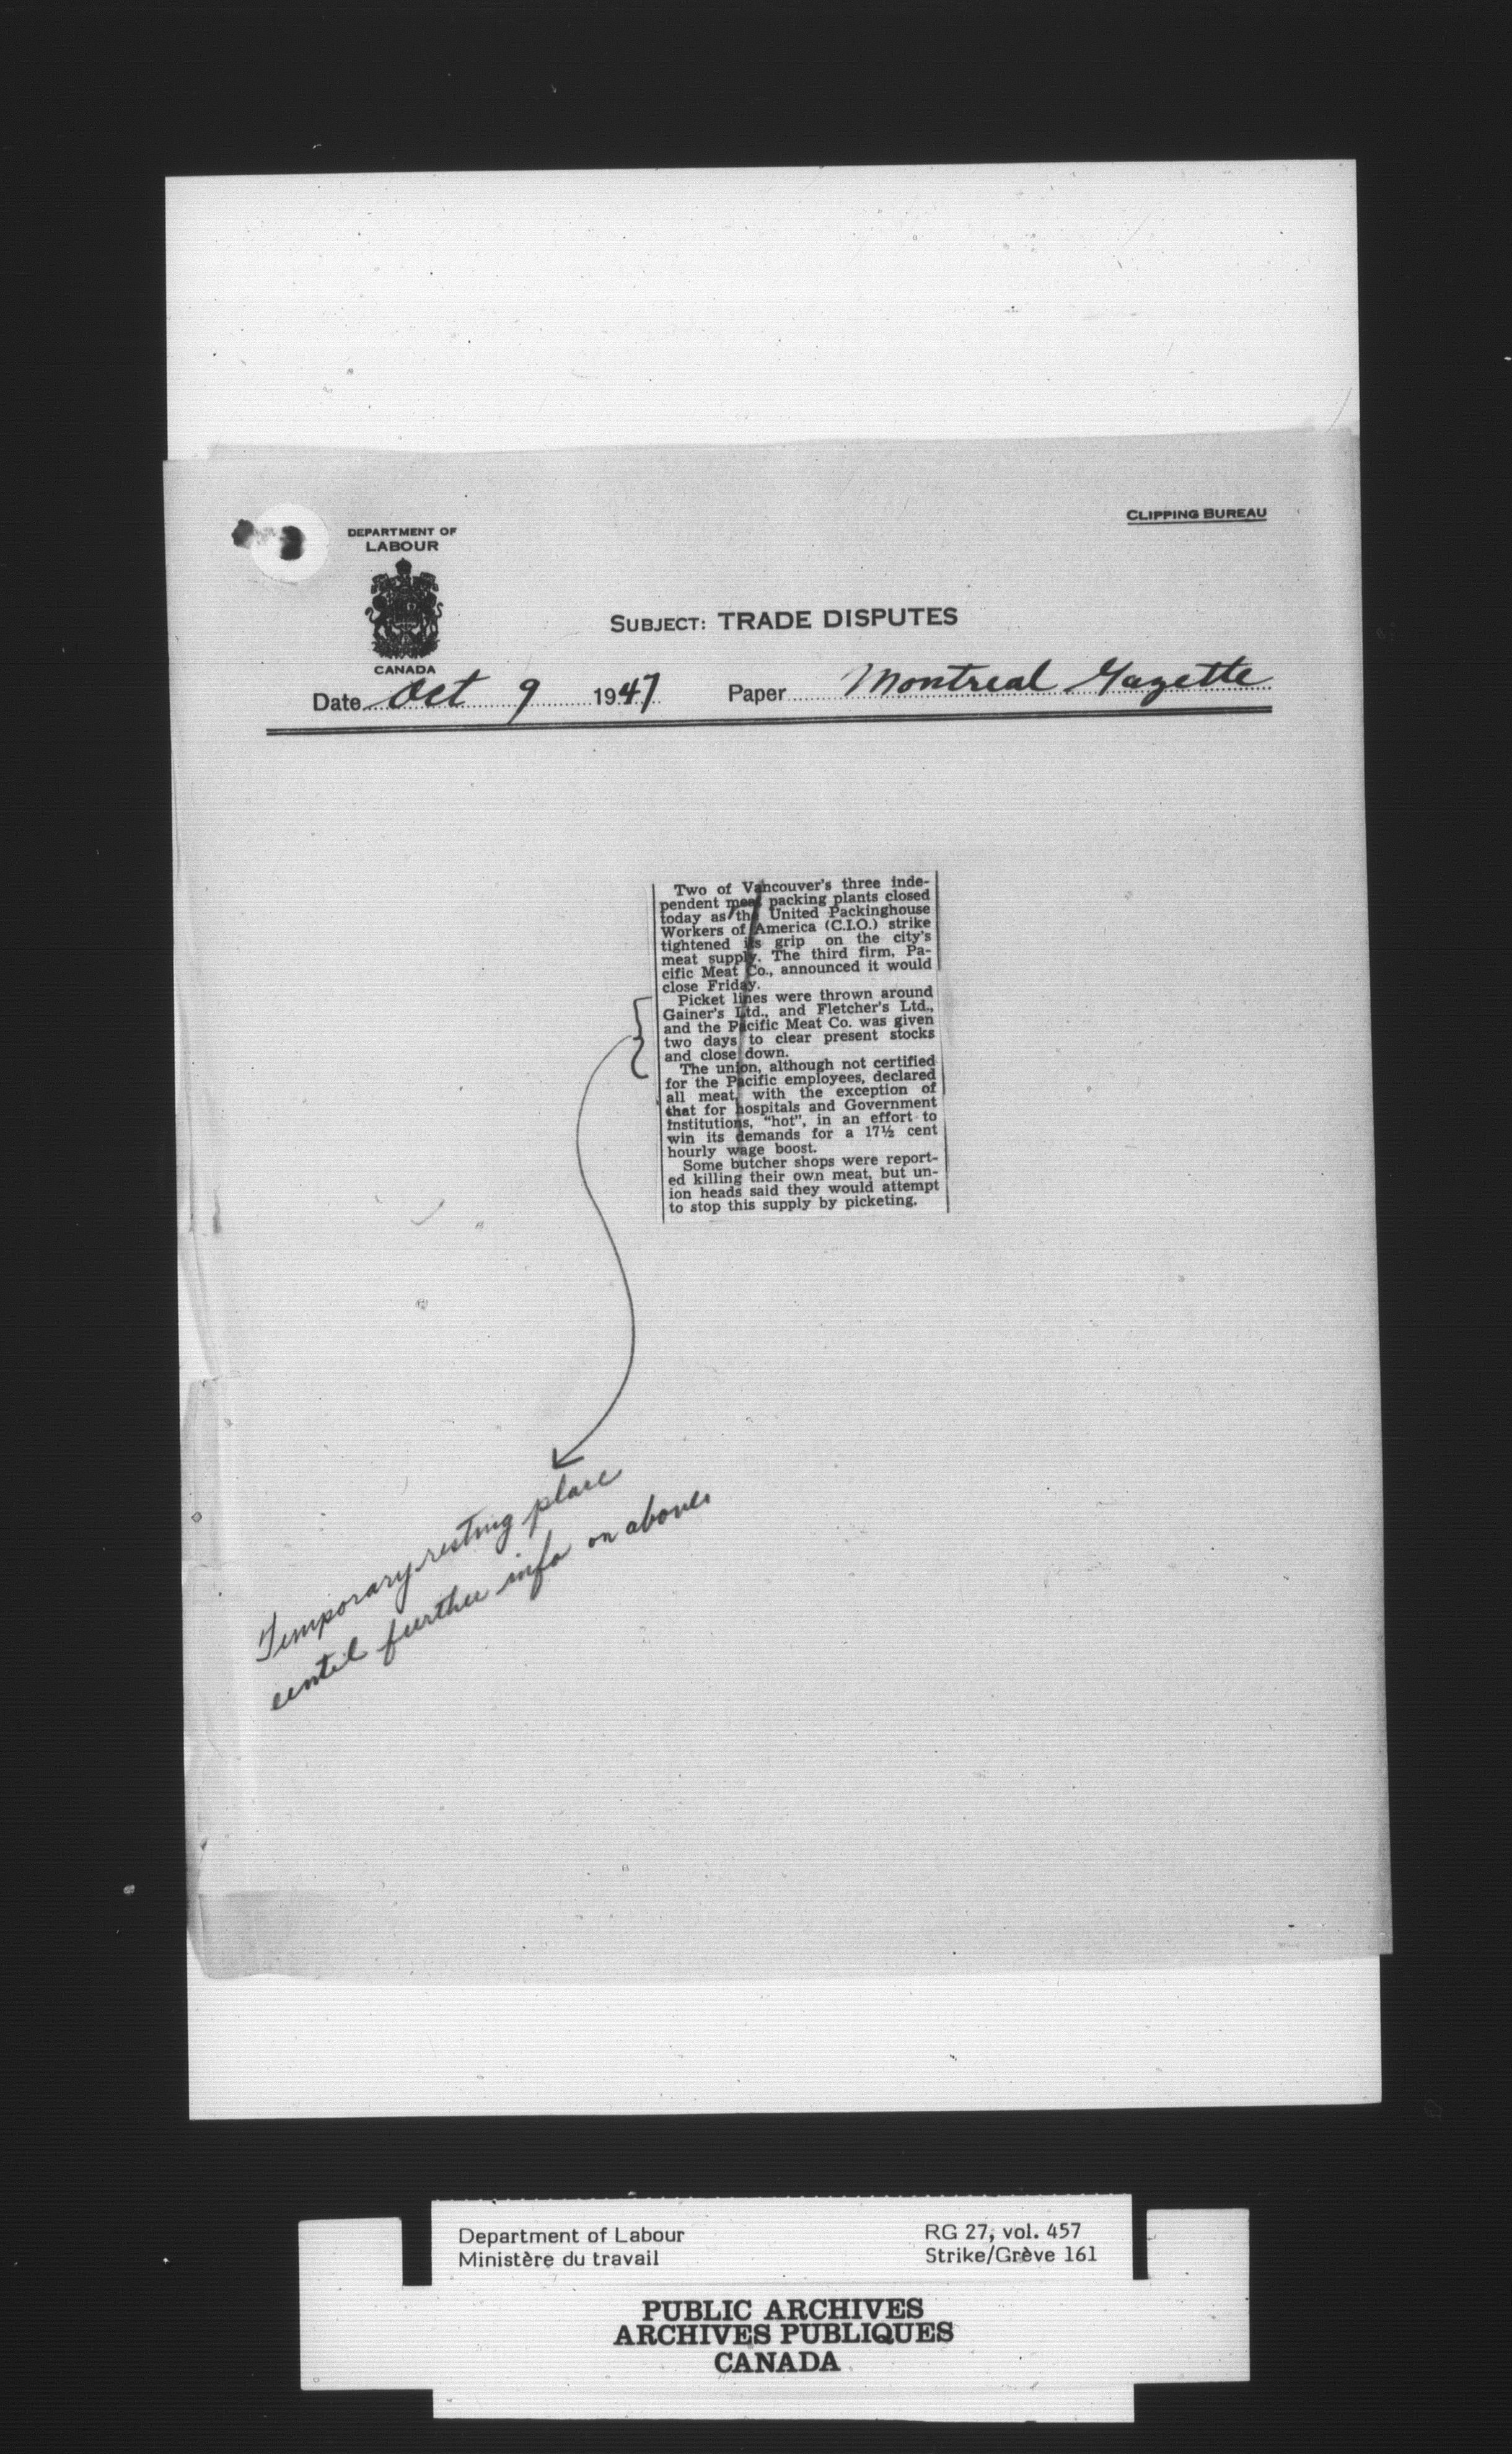 CLIPPING BUREAU
DEPARTMENT OF
LABOUR
CANADA
SUBJECT: TRADE DISPUTES
Date Oct 9 1947 Paper Montreal Gazette
Two of Vancouver's three inde-
pendent meat packing plants closed
today as the United Packinghouse
Workers of America (C.I.O.) strike
tightened its grip on the city's
meat supply. The third firm, Pa-
cific Meat Co., announced it would
close Friday.
Picket lines were thrown around
Gainer's Ltd., and Fletcher's Ltd.,
and the Pacific Meat Co. was given
two days to clear present stocks
and close down.
The union, although not certified
for the Pacific employees, declared
all meat, with the exception of
that for hospitals and Government
institutions, "hot", in an effort to
win its demands for a 17½ cent
hourly wage boost.
Some butcher shops were report-
ed killing their own meat, but un-
ion heads said they would attempt
to stop this supply by picketing.
Temporary resting place
until further info on above
Department of Labour
Ministère du travail
RG 27, vol. 457
Strike/Grève 161
PUBLIC ARCHIVES
ARCHIVES PUBLIQUES
CANADA